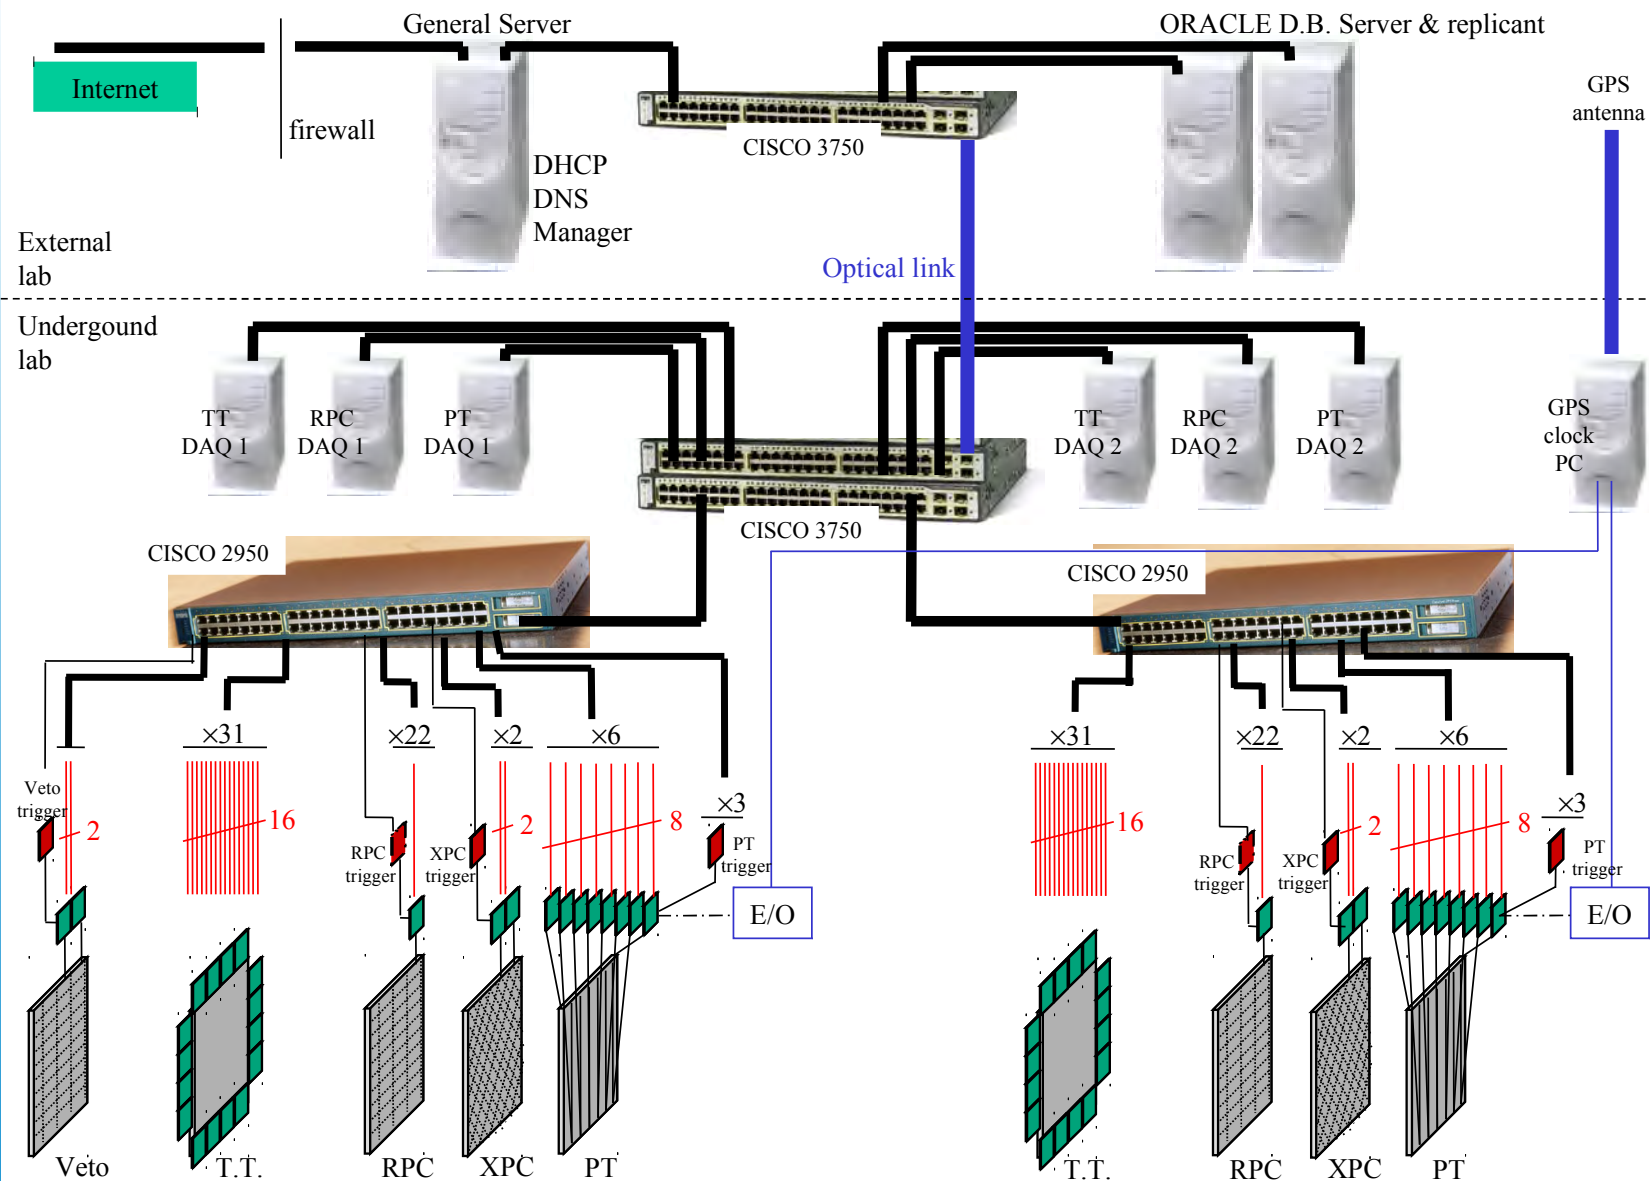 General Server
ORACLE D.B. Server & replicant
Internet
firewall
CISCO 3750
GPS
antenna
DHCP
DNS
Manager
External
lab
Optical link
Undergound
lab
TT
DAQ 1
RPC
DAQ 1
PT
DAQ 1
TT
DAQ 2
RPC
DAQ 2
PT
DAQ 2
GPS
clock
PC
CISCO 3750
CISCO 2950
CISCO 2950
×31
×22
×2
×6
×31
×22
×2
×6
Veto
trigger
2
16
RPC
trigger
XPC
trigger
2
8
×3
PT
trigger
16
RPC
trigger
XPC
trigger
2
8
×3
PT
trigger
E/O
E/O
Veto
T.T.
RPC
XPC
PT
T.T.
RPC
XPC
PT